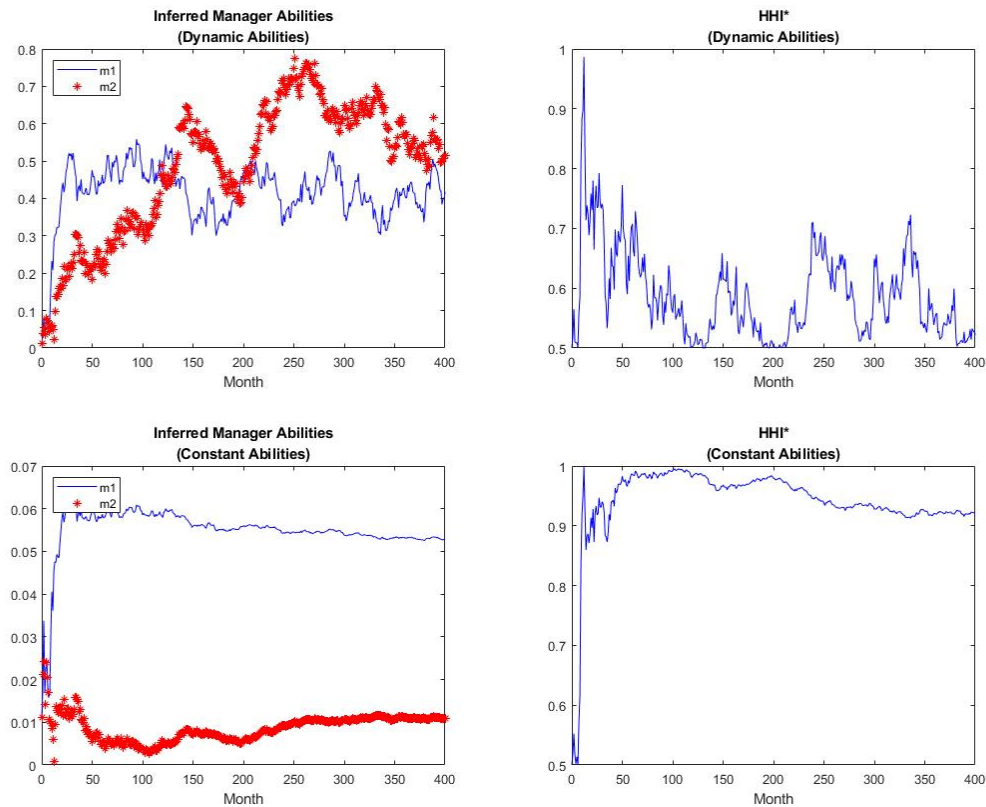 Inferred Manager Abilities
(Dynamic Abilities)
0.8
0.7
0.6
0.5
0.4
0.3
0.2
0.1
0
m1
m2
0 50 100 150 200 250 300 350 400
Month
HHI*
(Dynamic Abilities)
1
0.9
0.8
0.7
0.6
0.5
0 50 100 150 200 250 300 350 400
Month
Inferred Manager Abilities
(Constant Abilities)
0.07
0.06
0.05
0.04
0.03
0.02
0.01
0
m1
m2
0 50 100 150 200 250 300 350 400
Month
HHI*
(Constant Abilities)
1
0.9
0.8
0.7
0.6
0.5
0 50 100 150 200 250 300 350 400
Month